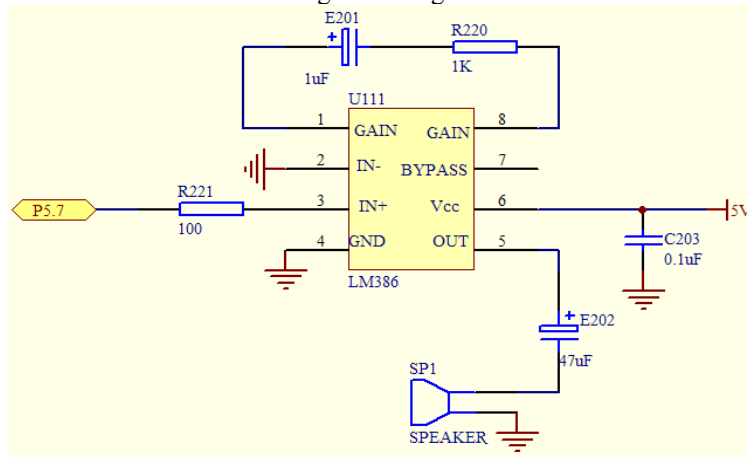 E201
R220
1uF
1K
U111
1 GAIN GAIN 8
2 IN- BYPASS 7
R221
P5.7
3 IN+ Vcc 6
5V
100
4 GND OUT 5
C203
0.1uF
LM386
E202
47uF
SP1
SPEAKER